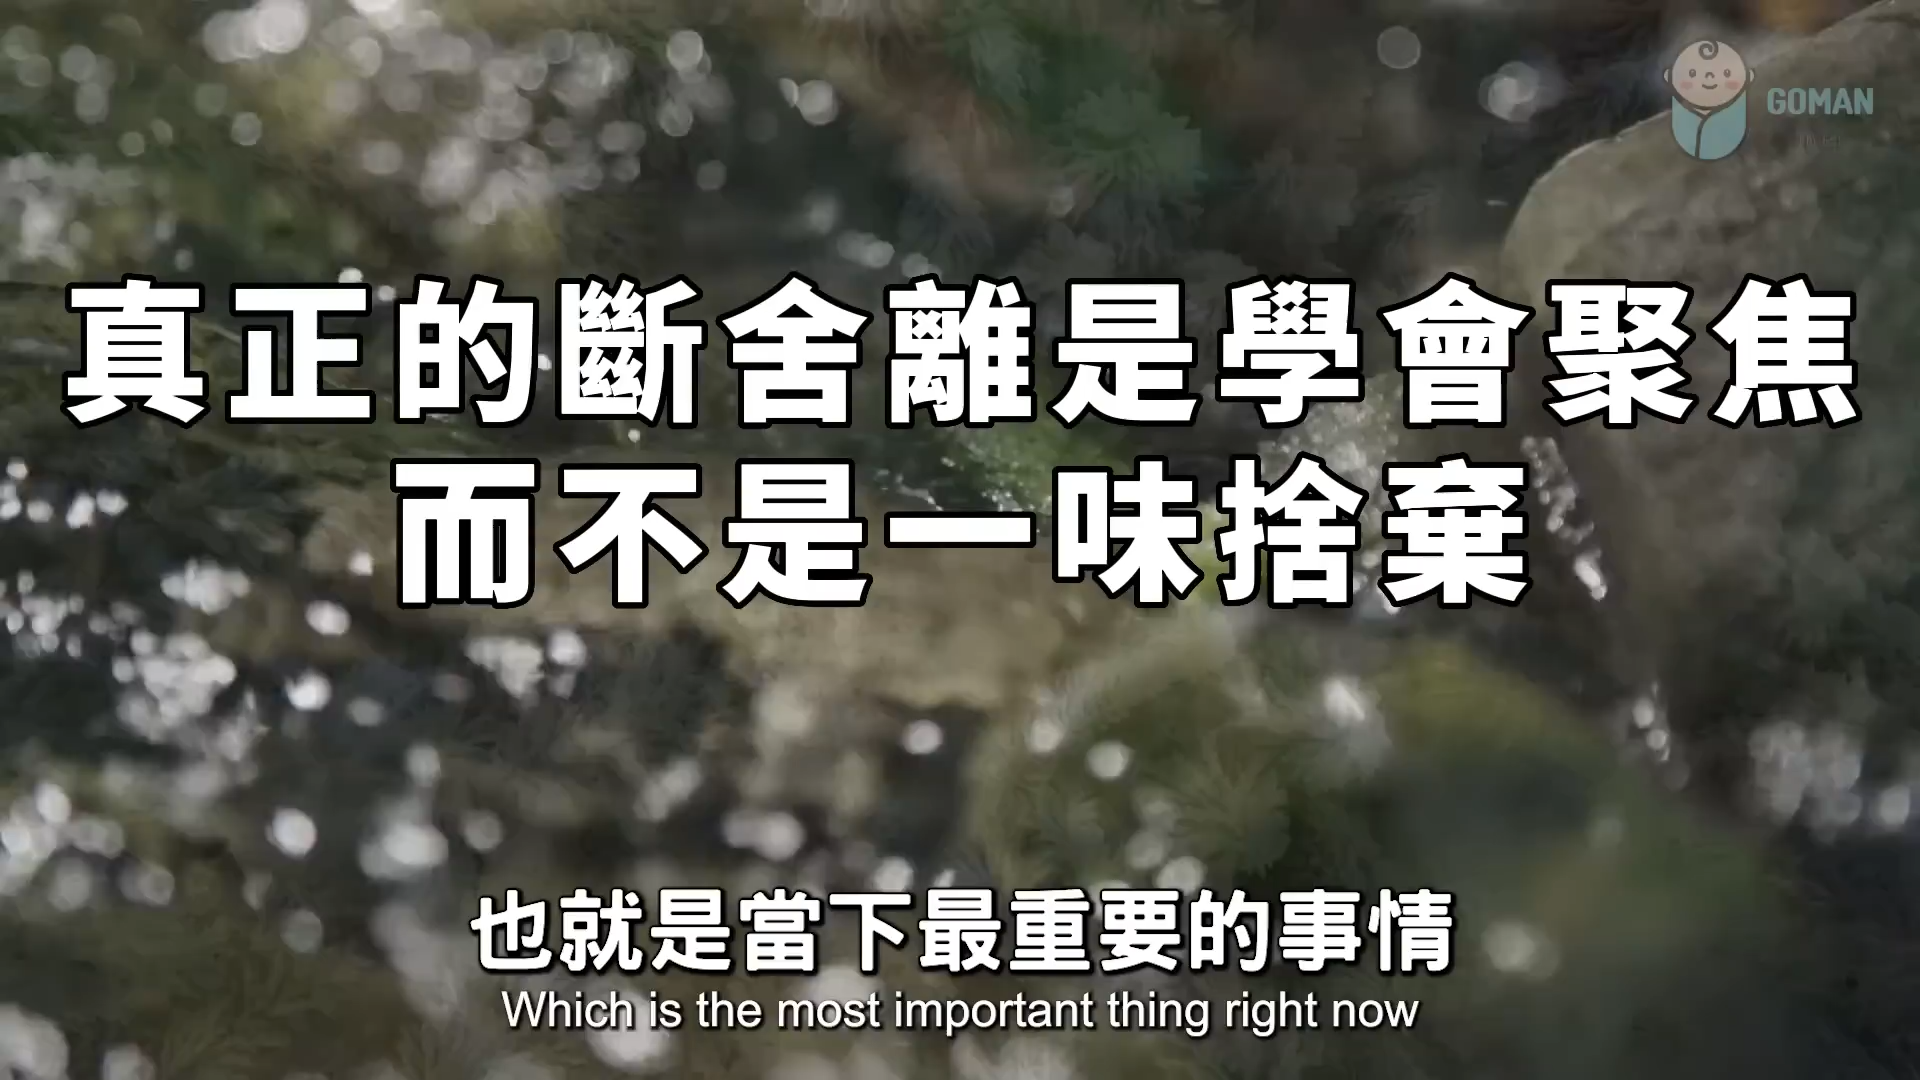 GOMAN
真正的斷舍離是學會聚焦
而不是一味捨棄
也就是當下最重要的事情
Which is the most important thing right now